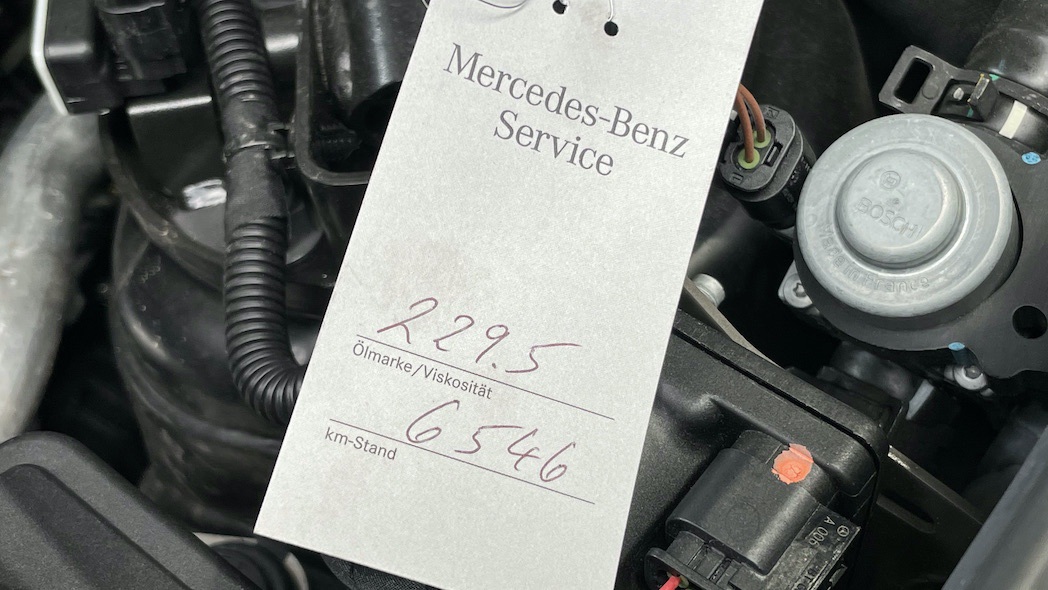 Mercedes-Benz
Service
229.5
Ölmarke/Viskosität
6546
km-Stand
BOSCH